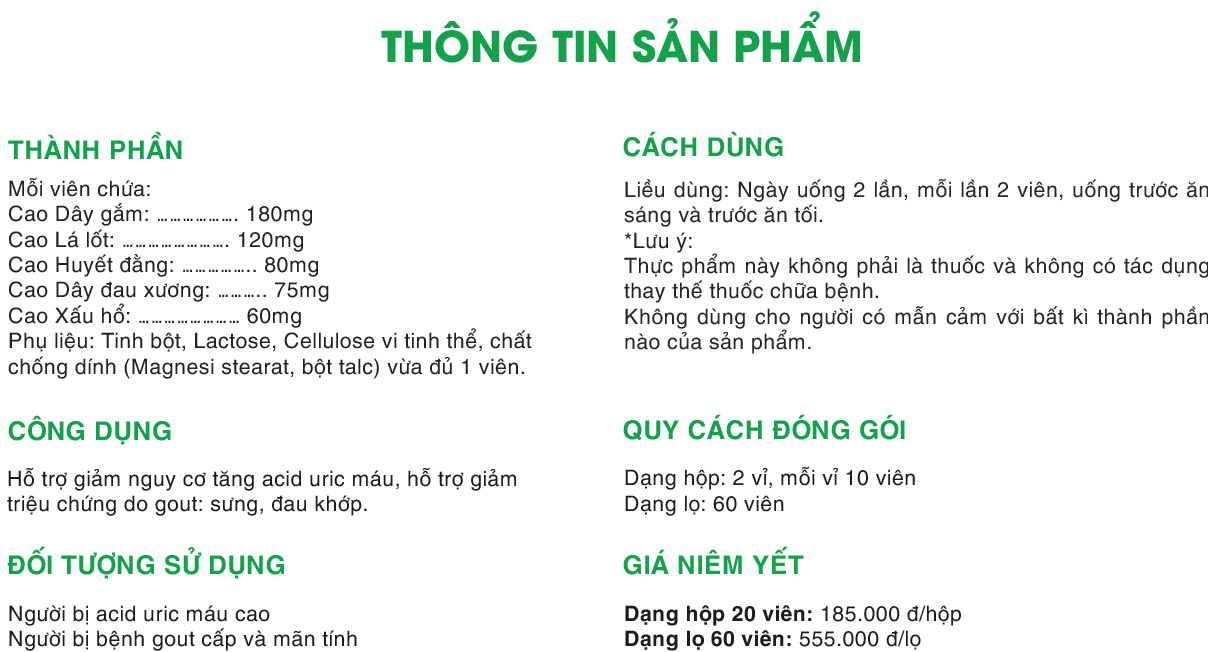 THÔNG TIN SẢN PHẨM
THÀNH PHẦN
Mỗi viên chứa:
Cao Dây gắm: ………………. 180mg
Cao Lá lốt: ……………………. 120mg
Cao Huyết đằng: …………….. 80mg
Cao Dây đau xương: ……….. 75mg
Cao Xấu hổ: …………………… 60mg
Phụ liệu: Tinh bột, Lactose, Cellulose vi tinh thể, chất
chống dính (Magnesi stearat, bột talc) vừa đủ 1 viên.
CÔNG DỤNG
Hỗ trợ giảm nguy cơ tăng acid uric máu, hỗ trợ giảm
triệu chứng do gout: sưng, đau khớp.
ĐỐI TƯỢNG SỬ DỤNG
Người bị acid uric máu cao
Người bị bệnh gout cấp và mãn tính
CÁCH DÙNG
Liều dùng: Ngày uống 2 lần, mỗi lần 2 viên, uống trước ăn
sáng và trước ăn tối.
*Lưu ý:
Thực phẩm này không phải là thuốc và không có tác dụng
thay thế thuốc chữa bệnh.
Không dùng cho người có mẫn cảm với bất kì thành phần
nào của sản phẩm.
QUY CÁCH ĐÓNG GÓI
Dạng hộp: 2 vỉ, mỗi vỉ 10 viên
Dạng lọ: 60 viên
GIÁ NIÊM YẾT
Dạng hộp 20 viên: 185.000 đ/hộp
Dạng lọ 60 viên: 555.000 đ/lọ